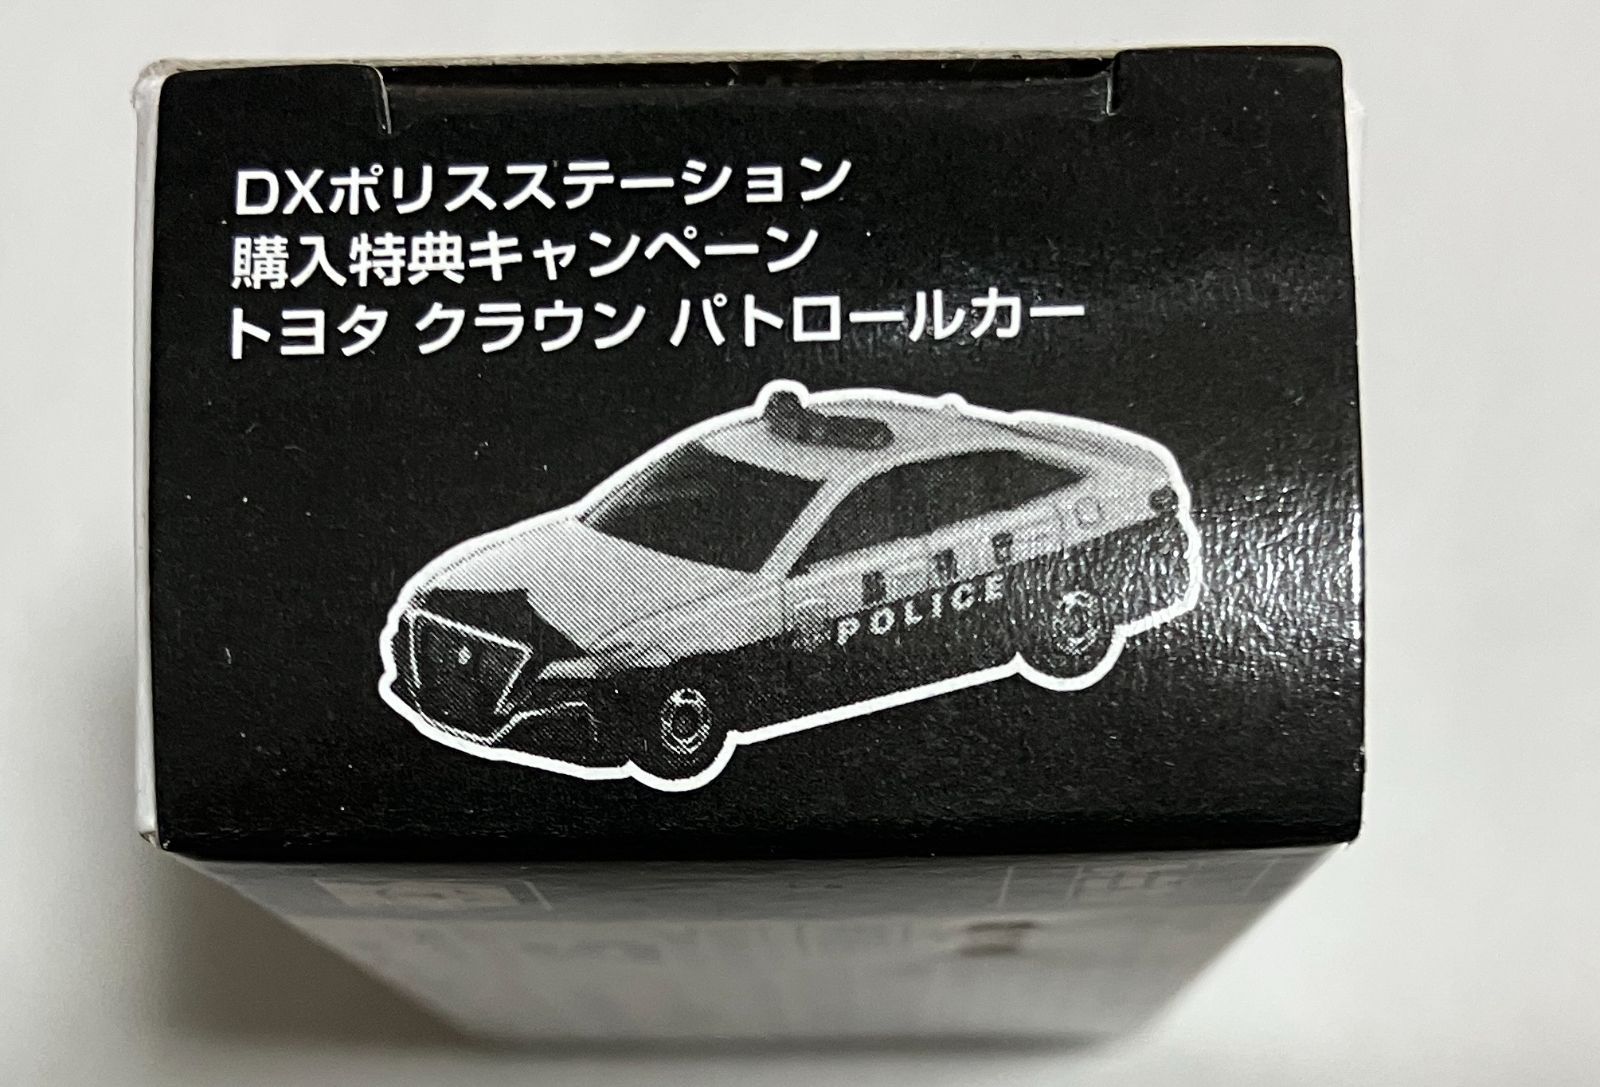 DXポリスステーション
購入特典キャンペーン
トヨタ クラウン パトロールカー
POLICE